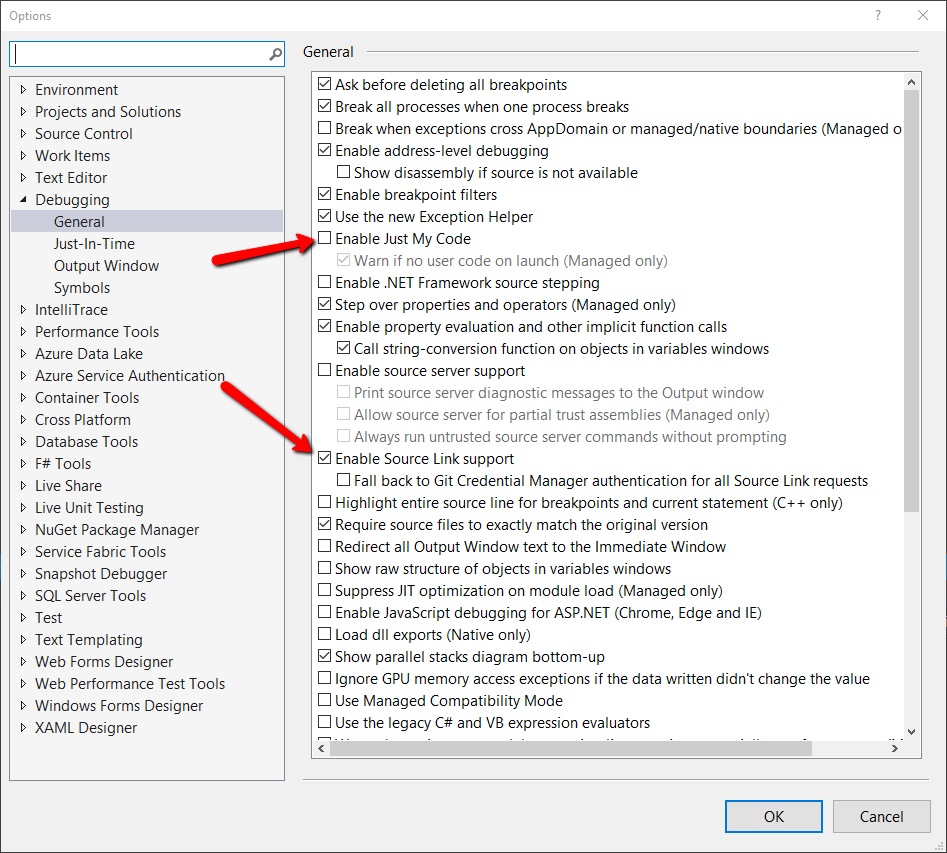 Options
?
General
Environment
Projects and Solutions
Source Control
Work Items
Text Editor
Debugging
General
Just-In-Time
Output Window
Symbols
IntelliTrace
Performance Tools
Azure Data Lake
Azure Service Authentication
Container Tools
Cross Platform
Database Tools
F# Tools
Live Share
Live Unit Testing
NuGet Package Manager
Service Fabric Tools
Snapshot Debugger
SQL Server Tools
Test
Text Templating
Web Forms Designer
Web Performance Test Tools
Windows Forms Designer
XAML Designer
Ask before deleting all breakpoints
Break all processes when one process breaks
Break when exceptions cross AppDomain or managed/native boundaries (Managed o
Enable address-level debugging
Show disassembly if source is not available
Enable breakpoint filters
Use the new Exception Helper
Enable Just My Code
Warn if no user code on launch (Managed only)
Enable .NET Framework source stepping
Step over properties and operators (Managed only)
Enable property evaluation and other implicit function calls
Call string-conversion function on objects in variables windows
Enable source server support
Print source server diagnostic messages to the Output window
Allow source server for partial trust assemblies (Managed only)
Always run untrusted source server commands without prompting
Enable Source Link support
Fall back to Git Credential Manager authentication for all Source Link requests
Highlight entire source line for breakpoints and current statement (C++ only)
Require source files to exactly match the original version
Redirect all Output Window text to the Immediate Window
Show raw structure of objects in variables windows
Suppress JIT optimization on module load (Managed only)
Enable JavaScript debugging for ASP.NET (Chrome, Edge and IE)
Load dll exports (Native only)
Show parallel stacks diagram bottom-up
Ignore GPU memory access exceptions if the data written didn't change the value
Use Managed Compatibility Mode
Use the legacy C# and VB expression evaluators
OK
Cancel